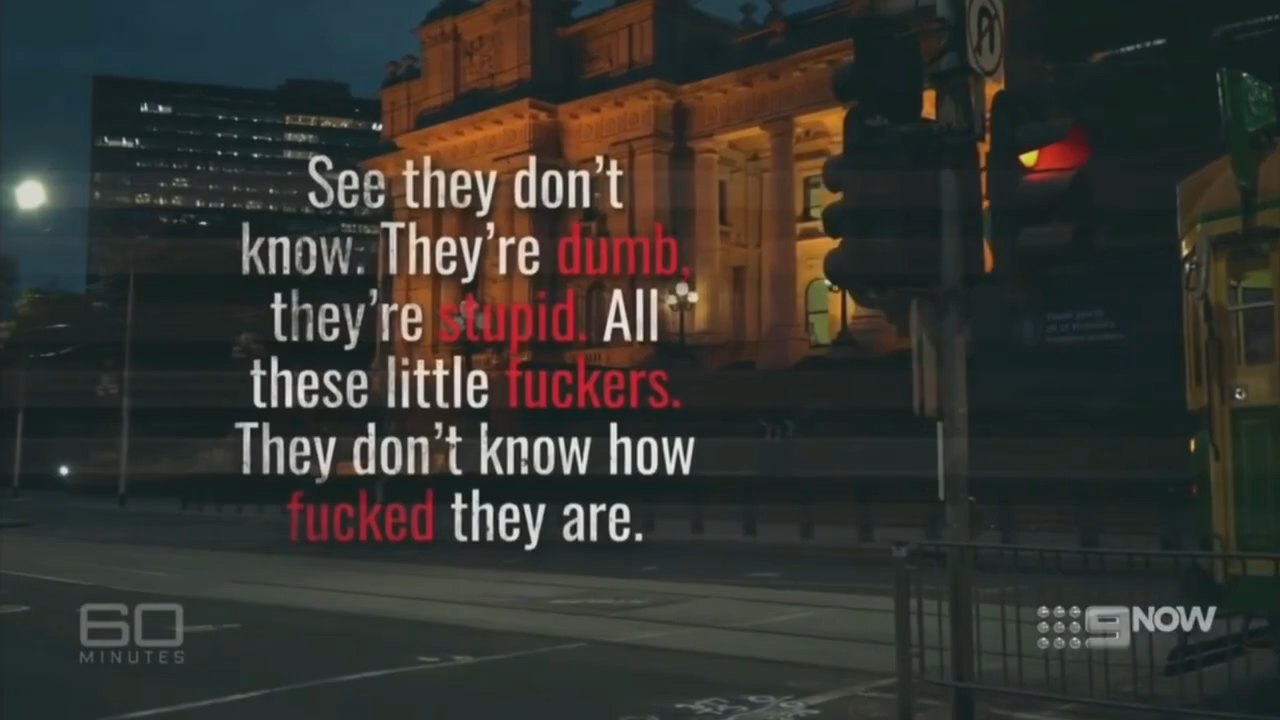 See they don't
know. They're dumb,
they're stupid. All
these little fuckers.
They don't know how
fucked they are.
60
MINUTES
9NOW